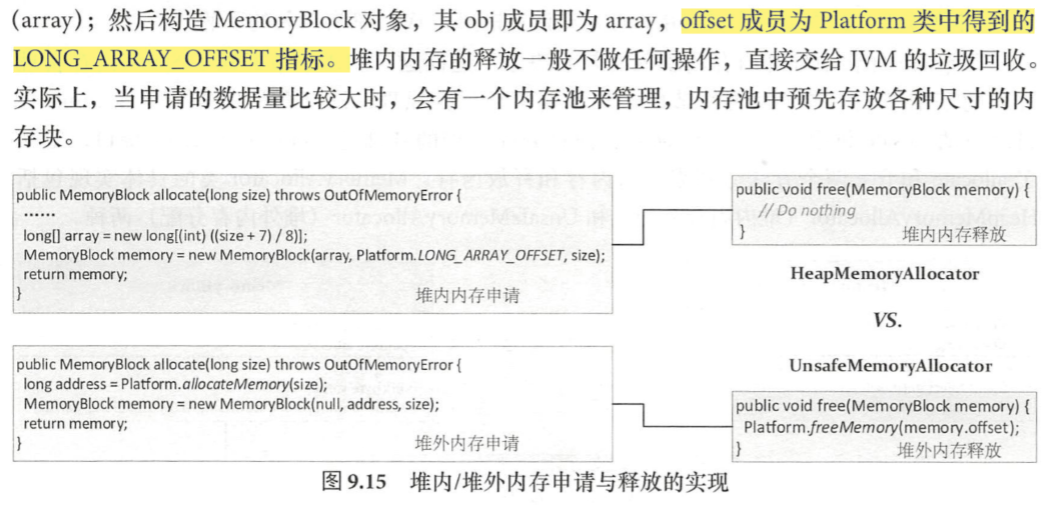 (array)；然后构造 MemoryBlock 对象，其 obj 成员即为 array，offset 成员为 Platform 类中得到的
LONG_ARRAY_OFFSET 指标。堆内内存的释放一般不做任何操作，直接交给 JVM 的垃圾回收。
实际上，当申请的数据量比较大时，会有一个内存池来管理，内存池中预先存放各种尺寸的内
存块。
public MemoryBlock allocate(long size) throws OutOfMemoryError {
……
long[] array = new long[(int) ((size + 7) / 8)];
MemoryBlock memory = new MemoryBlock(array, Platform.LONG_ARRAY_OFFSET, size);
return memory;
}
堆内内存申请
public void free(MemoryBlock memory) {
// Do nothing
}
堆内内存释放
HeapMemoryAllocator
VS.
UnsafeMemoryAllocator
public MemoryBlock allocate(long size) throws OutOfMemoryError {
long address = Platform.allocateMemory(size);
MemoryBlock memory = new MemoryBlock(null, address, size);
return memory;
}
堆外内存申请
public void free(MemoryBlock memory) {
Platform.freeMemory(memory.offset);
}
堆外内存释放
图 9.15 堆内/堆外内存申请与释放的实现